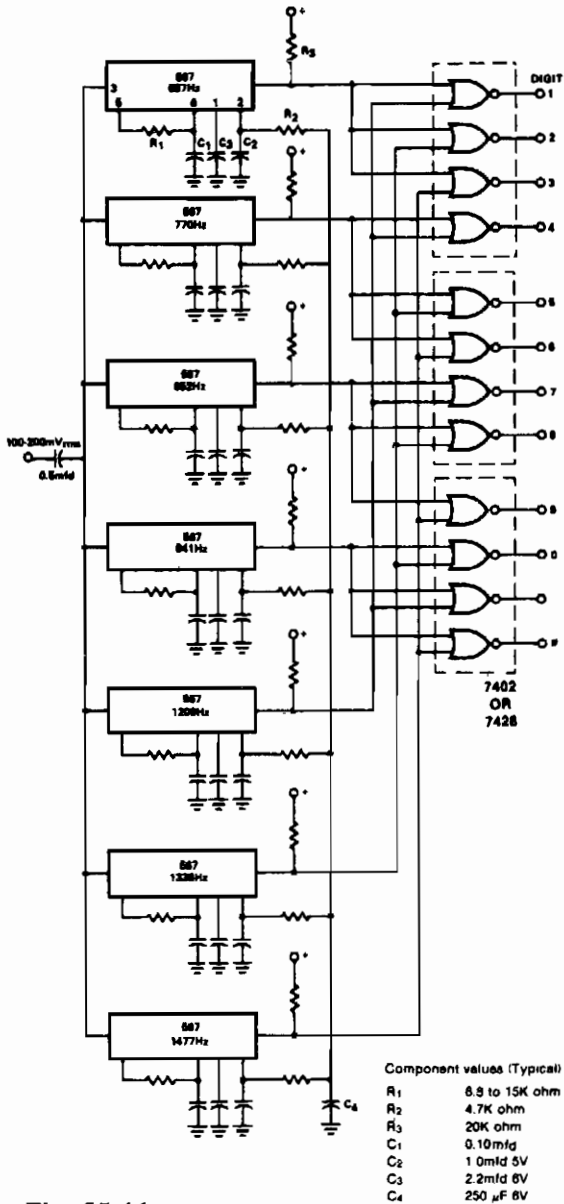 +
R3
567
697Hz
3
5 6 1 2
R1
C1
C3
C2
R2
DIGIT
1
2
3
4
+
567
770Hz
5
6
7
8
+
567
852Hz
100-200mVrms
0.5mfd
9
0
#
+
567
941Hz
7402
OR
7428
+
567
1209Hz
+
567
1336Hz
+
567
1477Hz
C4
Component values (Typical)
R1 6.8 to 15K ohm
R2 4.7K ohm
R3 20K ohm
C1 0.10mfd
C2 1.0mfd 6V
C3 2.2mfd 6V
C4 250 μF 6V